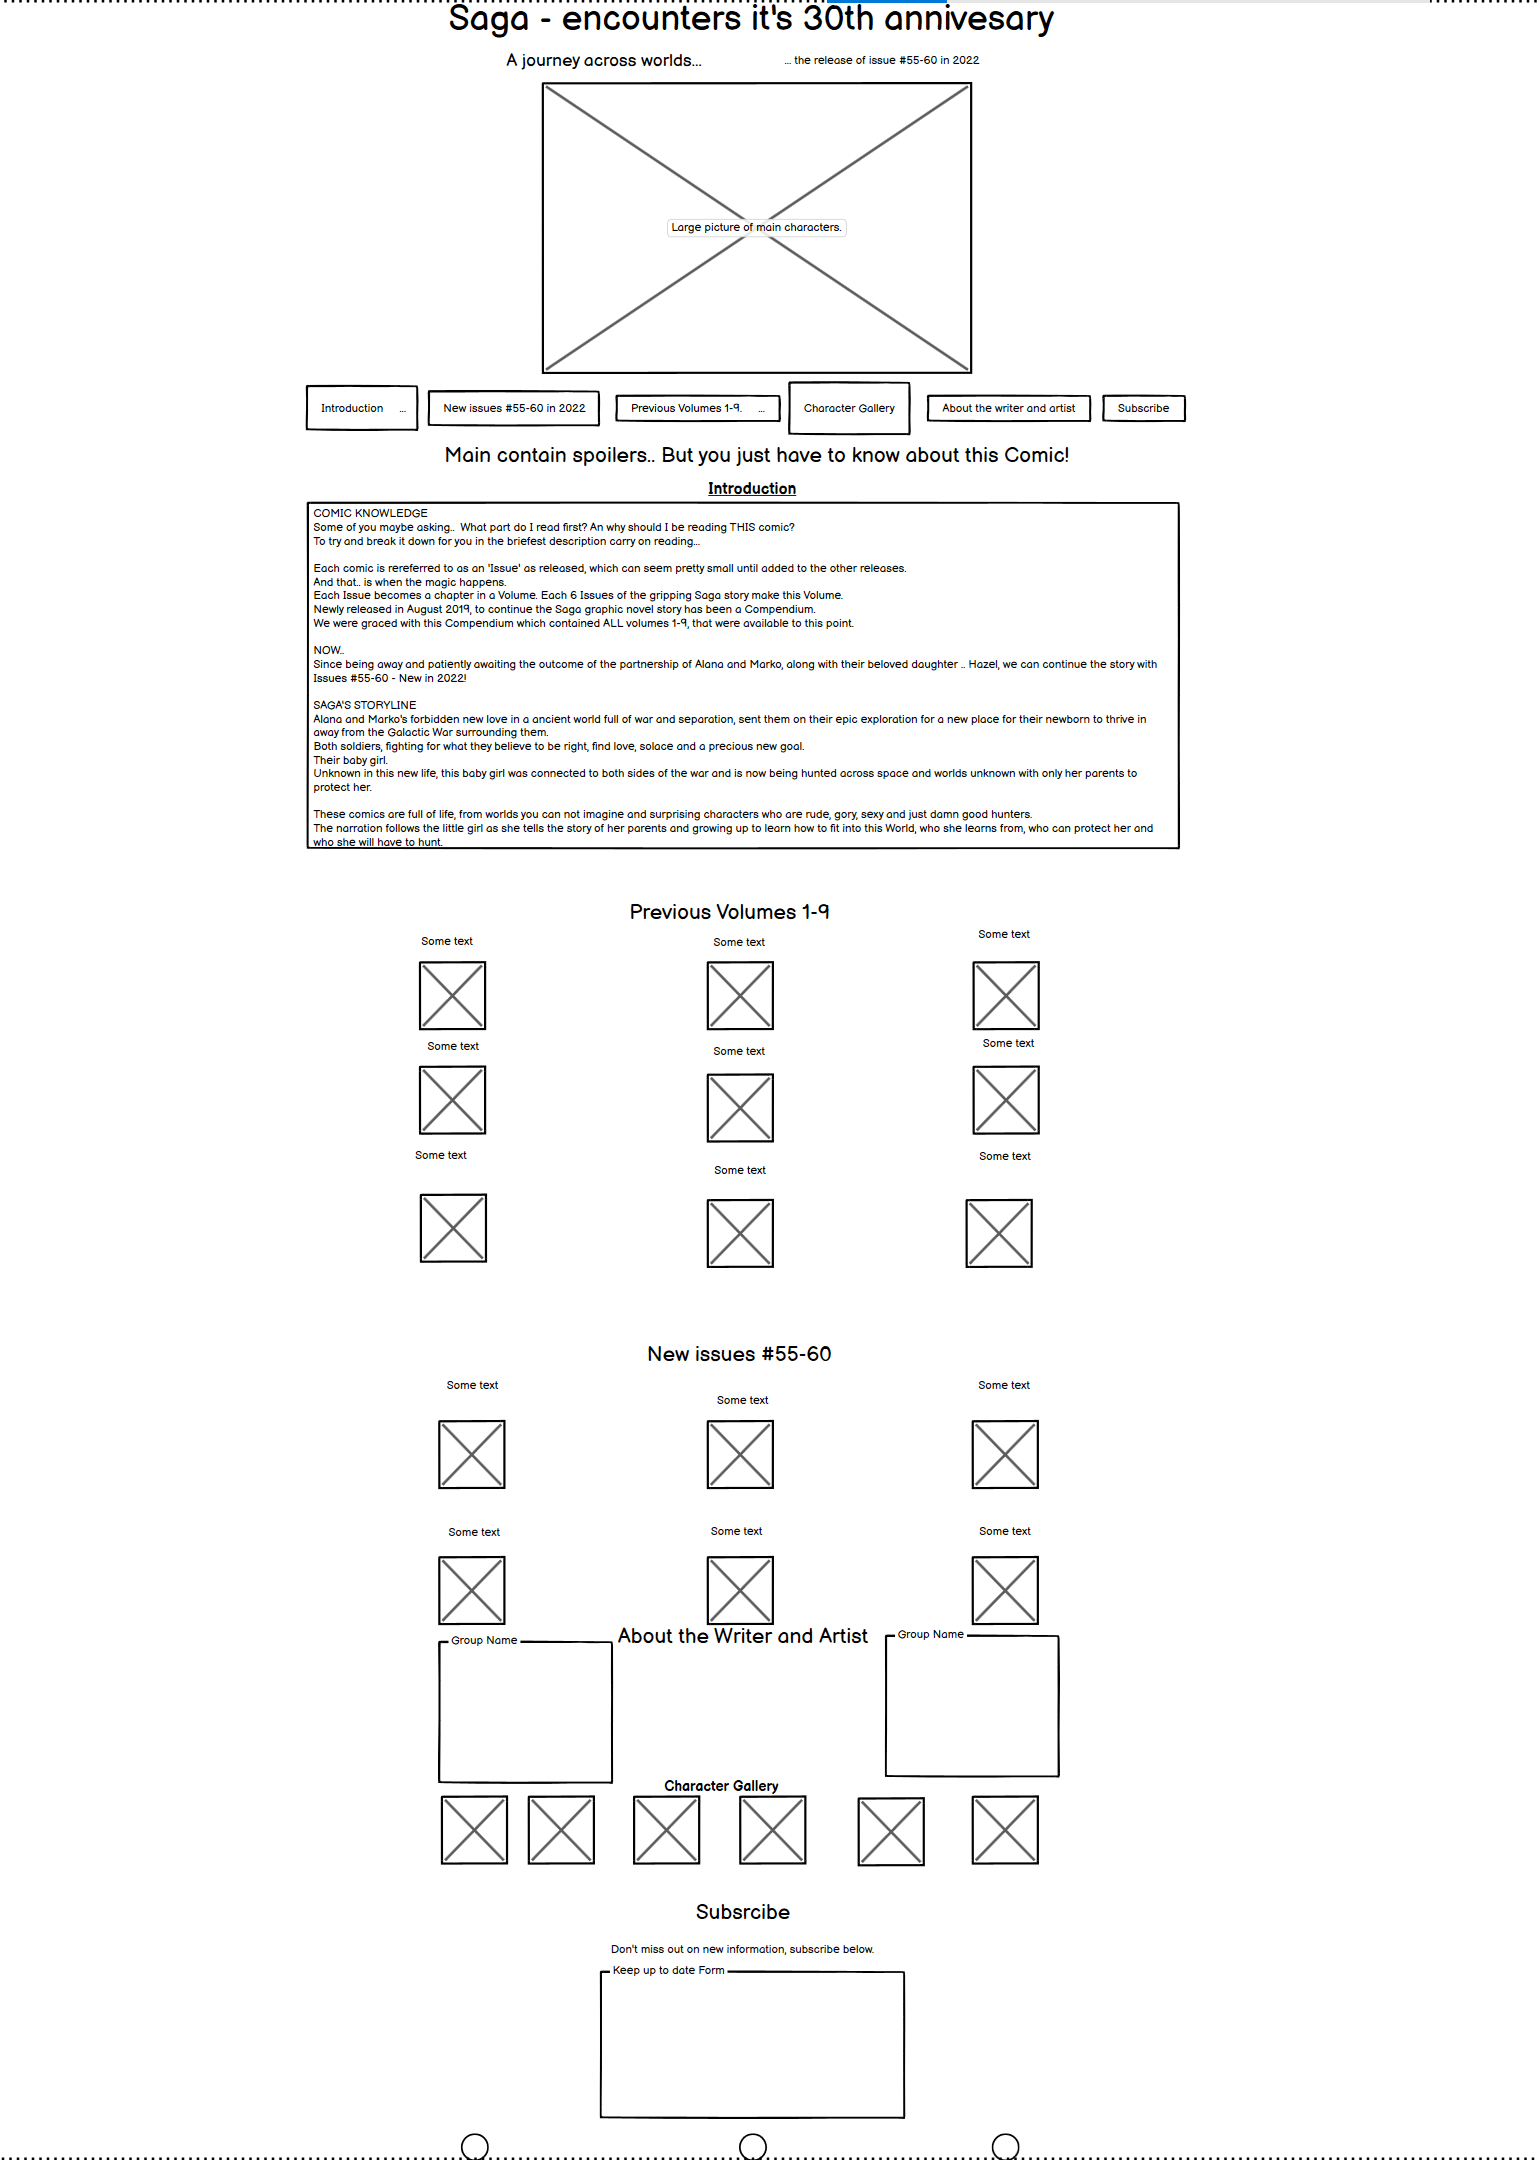 Saga - encounters it's 30th annivesary
A journey across worlds...
... the release of issue #55-60 in 2022
Large picture of main characters.
Introduction ...
New issues #55-60 in 2022
Previous Volumes 1-9. ...
Character Gallery
About the writer and artist
Subscribe
Main contain spoilers.. But you just have to know about this Comic!
Introduction
COMIC KNOWLEDGE
Some of you maybe asking.. What part do I read first? An why should I be reading THIS comic?
To try and break it down for you in the briefest description carry on reading...
Each comic is rereferred to as an 'Issue' as released, which can seem pretty small until added to the other releases.
And that.. is when the magic happens.
Each Issue becomes a chapter in a Volume. Each 6 Issues of the gripping Saga story make this Volume.
Newly released in August 2019, to continue the Saga graphic novel story has been a Compendium.
We were graced with this Compendium which contained ALL volumes 1-9, that were available to this point.
NOW..
Since being away and patiently awaiting the outcome of the partnership of Alana and Marko, along with their beloved daughter .. Hazel, we can continue the story with
Issues #55-60 - New in 2022!
SAGA'S STORYLINE
Alana and Marko's forbidden new love in a ancient world full of war and separation, sent them on their epic exploration for a new place for their newborn to thrive in
away from the Galactic War surrounding them.
Both soldiers, fighting for what they believe to be right, find love, solace and a precious new goal.
Their baby girl.
Unknown in this new life, this baby girl was connected to both sides of the war and is now being hunted across space and worlds unknown with only her parents to
protect her.
These comics are full of life, from worlds you can not imagine and surprising characters who are rude, gory, sexy and just damn good hunters.
The narration follows the little girl as she tells the story of her parents and growing up to learn how to fit into this World, who she learns from, who can protect her and
who she will have to hunt.
Previous Volumes 1-9
Some text
Some text
Some text
Some text
Some text
Some text
Some text
Some text
Some text
New issues #55-60
Some text
Some text
Some text
Some text
Some text
Some text
About the Writer and Artist
Group Name
Group Name
Character Gallery
Subsrcibe
Don't miss out on new information, subscribe below.
Keep up to date Form